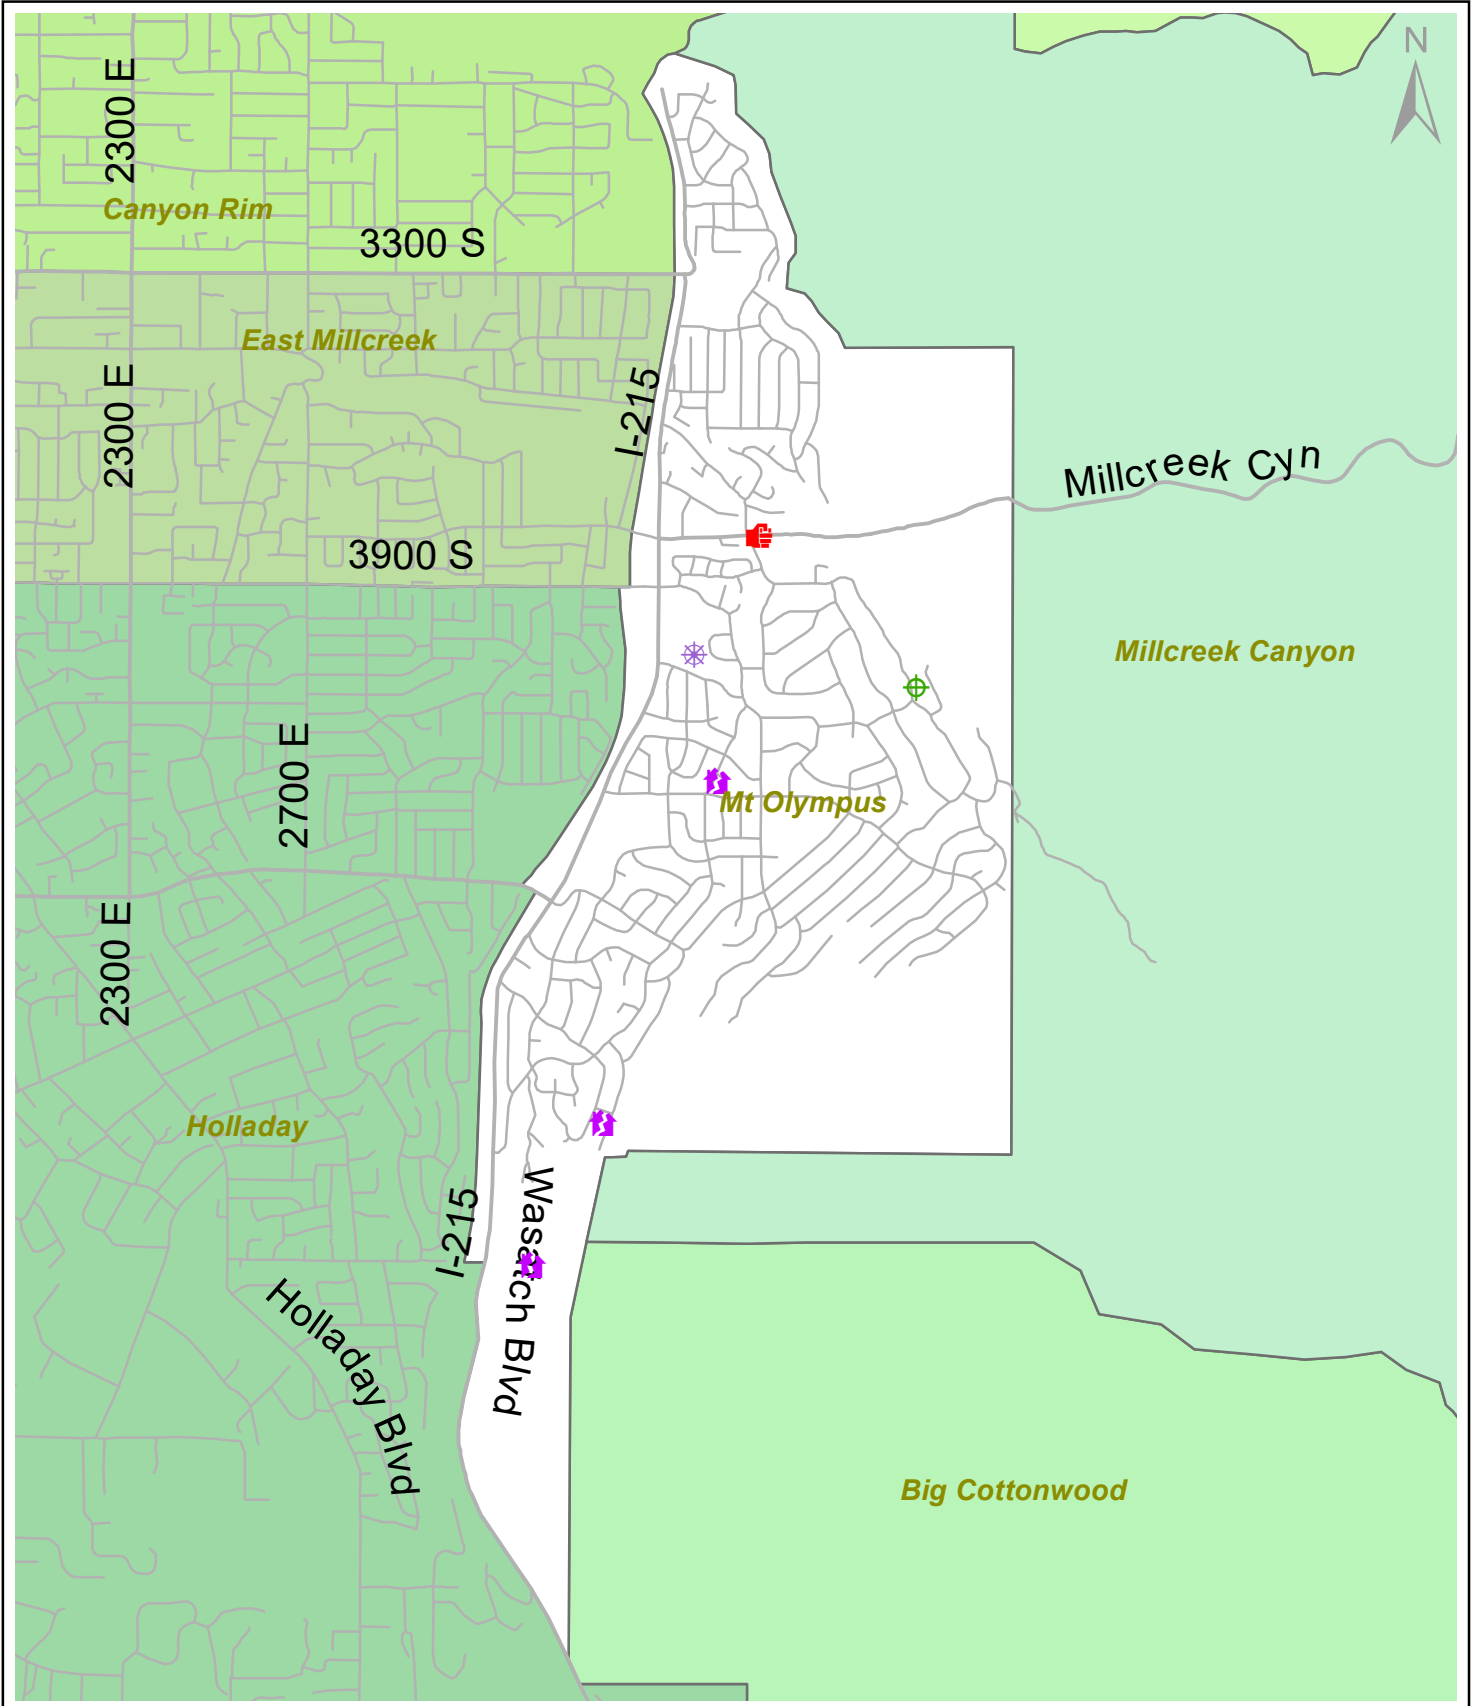 N
2300 E
Canyon Rim
3300 S
East Millcreek
2300 E
I-215
Millcreek Cyn
3900 S
Millcreek Canyon
2700 E
Mt Olympus
2300 E
Holladay
I-215
Wasatch Blvd
Holladay Blvd
Big Cottonwood